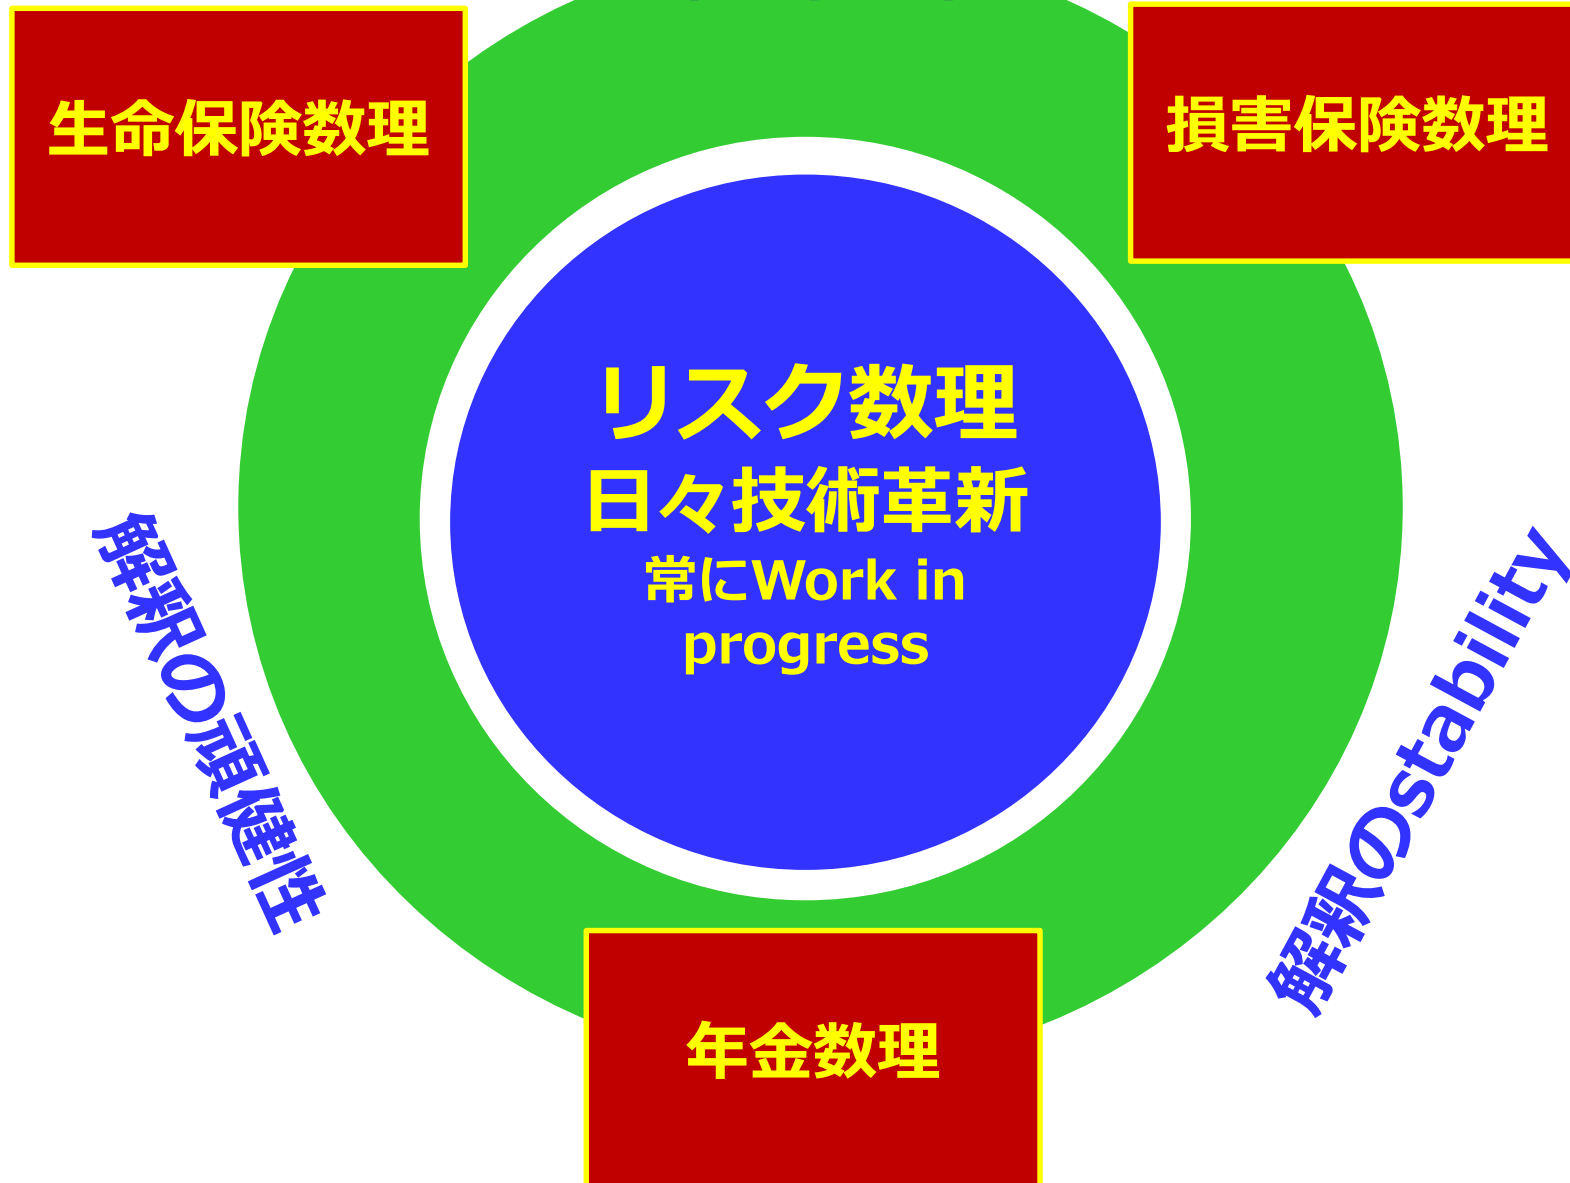 生命保険数理
損害保険数理
リスク数理
日々技術革新
常にWork in
progress
解釈の頑健性
解釈のstability
年金数理